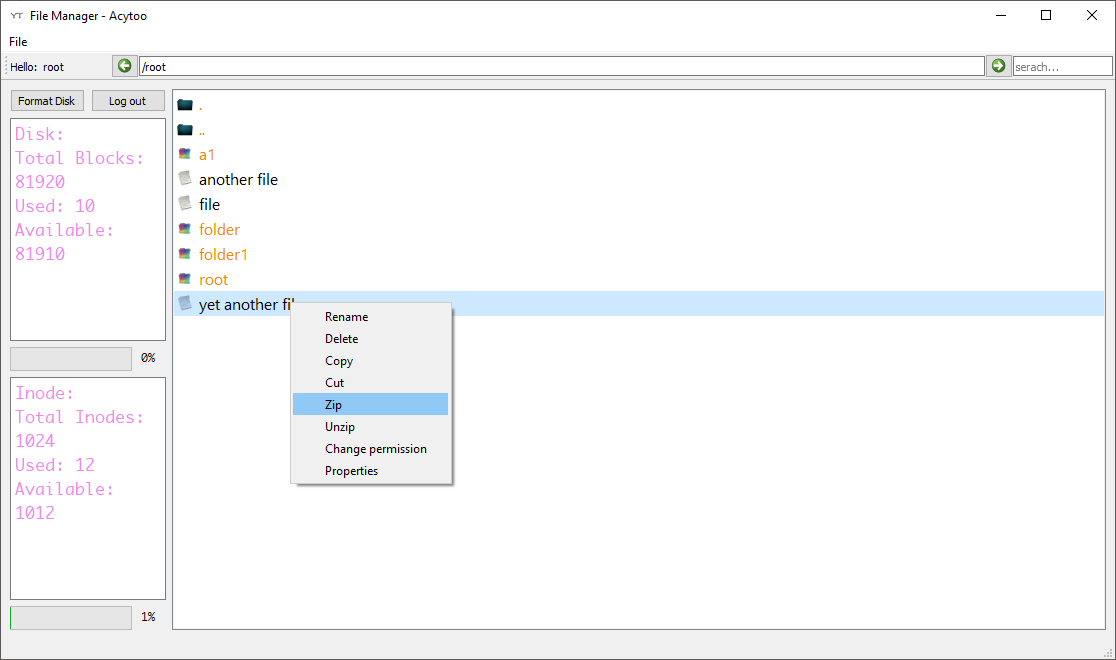 YT File Manager - Acytoo
File
Hello: root
/root
serach...
Format Disk
Log out
Disk:
Total Blocks:
81920
Used: 10
Available:
81910
0%
Inode:
Total Inodes:
1024
Used: 12
Available:
1012
1%
.
..
a1
another file
file
folder
folder1
root
yet another fil
Rename
Delete
Copy
Cut
Zip
Unzip
Change permission
Properties